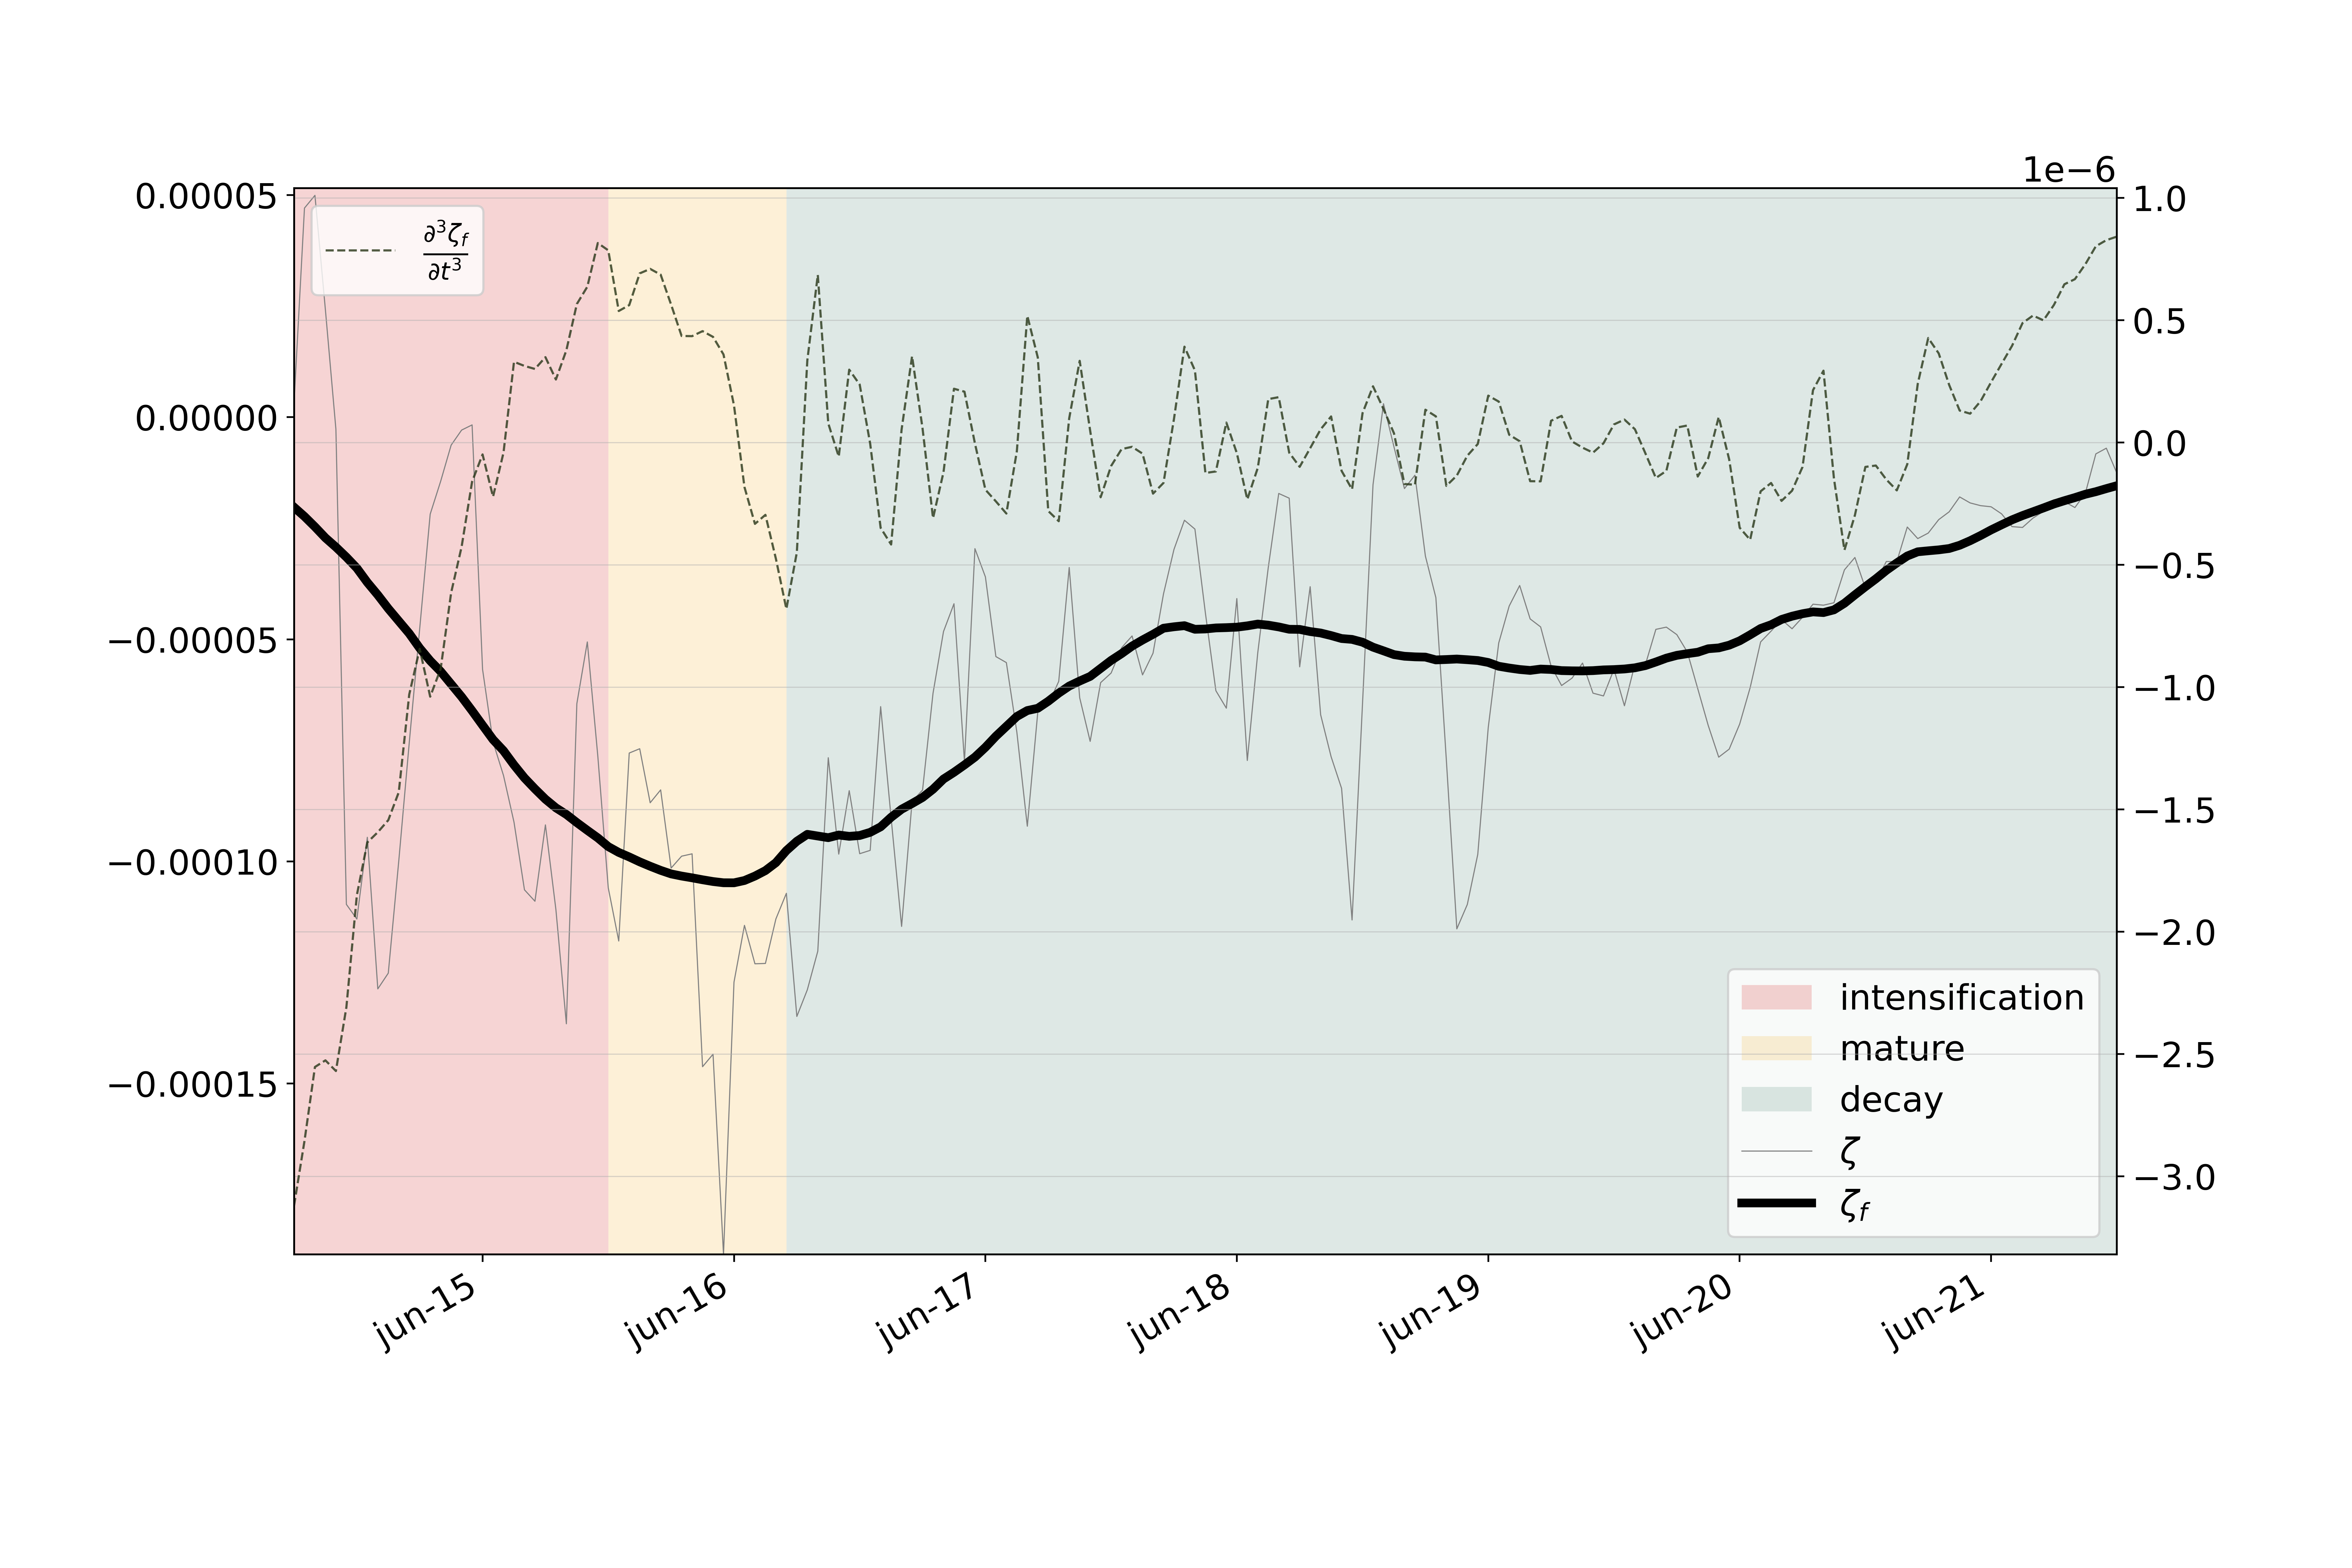 1e−6
0.00005
0.00000
−0.00005
−0.00010
−0.00015
∂³ζf
∂t³
1.0
0.5
0.0
−0.5
−1.0
−1.5
−2.0
−2.5
−3.0
intensification
mature
decay
ζ
ζf
jun-15
jun-16
jun-17
jun-18
jun-19
jun-20
jun-21